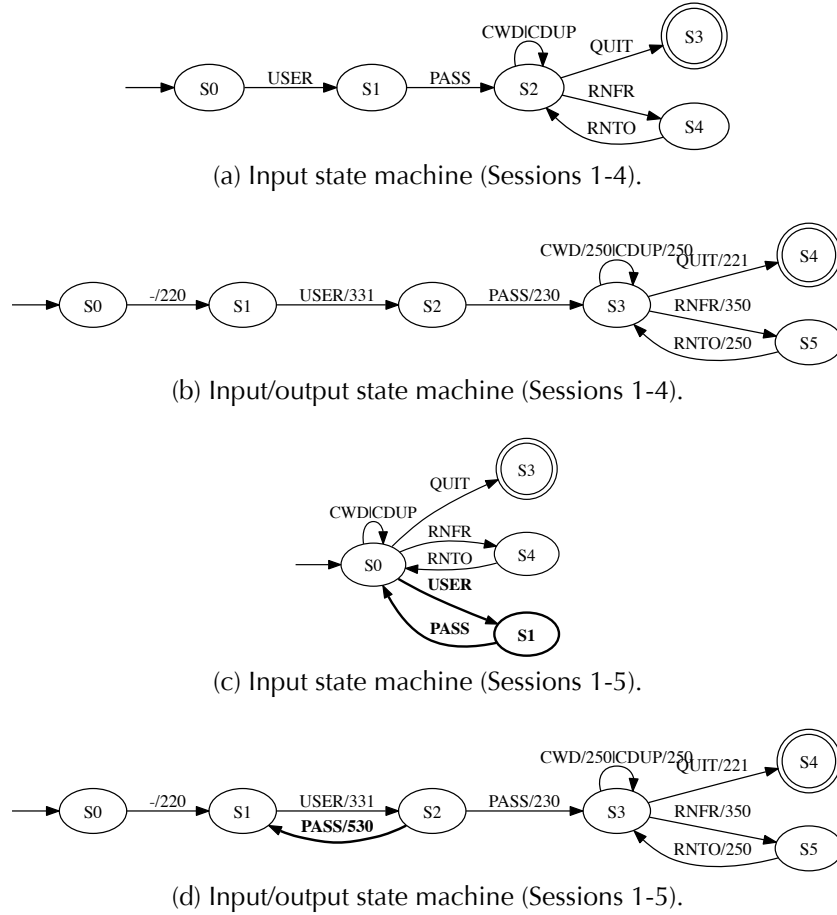 CWD|CDUP
QUIT
S3
S0
USER
S1
PASS
S2
RNFR
RNTO
S4
(a) Input state machine (Sessions 1-4).
CWD/250|CDUP/250
QUIT/221
S4
S0
-/220
S1
USER/331
S2
PASS/230
S3
RNFR/350
RNTO/250
S5
(b) Input/output state machine (Sessions 1-4).
S3
QUIT
CWD|CDUP
RNFR
S4
S0
RNTO
USER
PASS
S1
(c) Input state machine (Sessions 1-5).
CWD/250|CDUP/250
QUIT/221
S4
S0
-/220
S1
USER/331
PASS/530
S2
PASS/230
S3
RNFR/350
RNTO/250
S5
(d) Input/output state machine (Sessions 1-5).